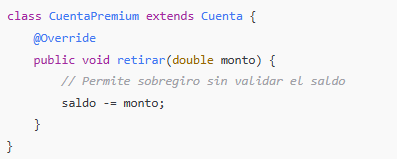 class CuentaPremium extends Cuenta {
    @Override
    public void retirar(double monto) {
        // Permite sobregiro sin validar el saldo
        saldo -= monto;
    }
}